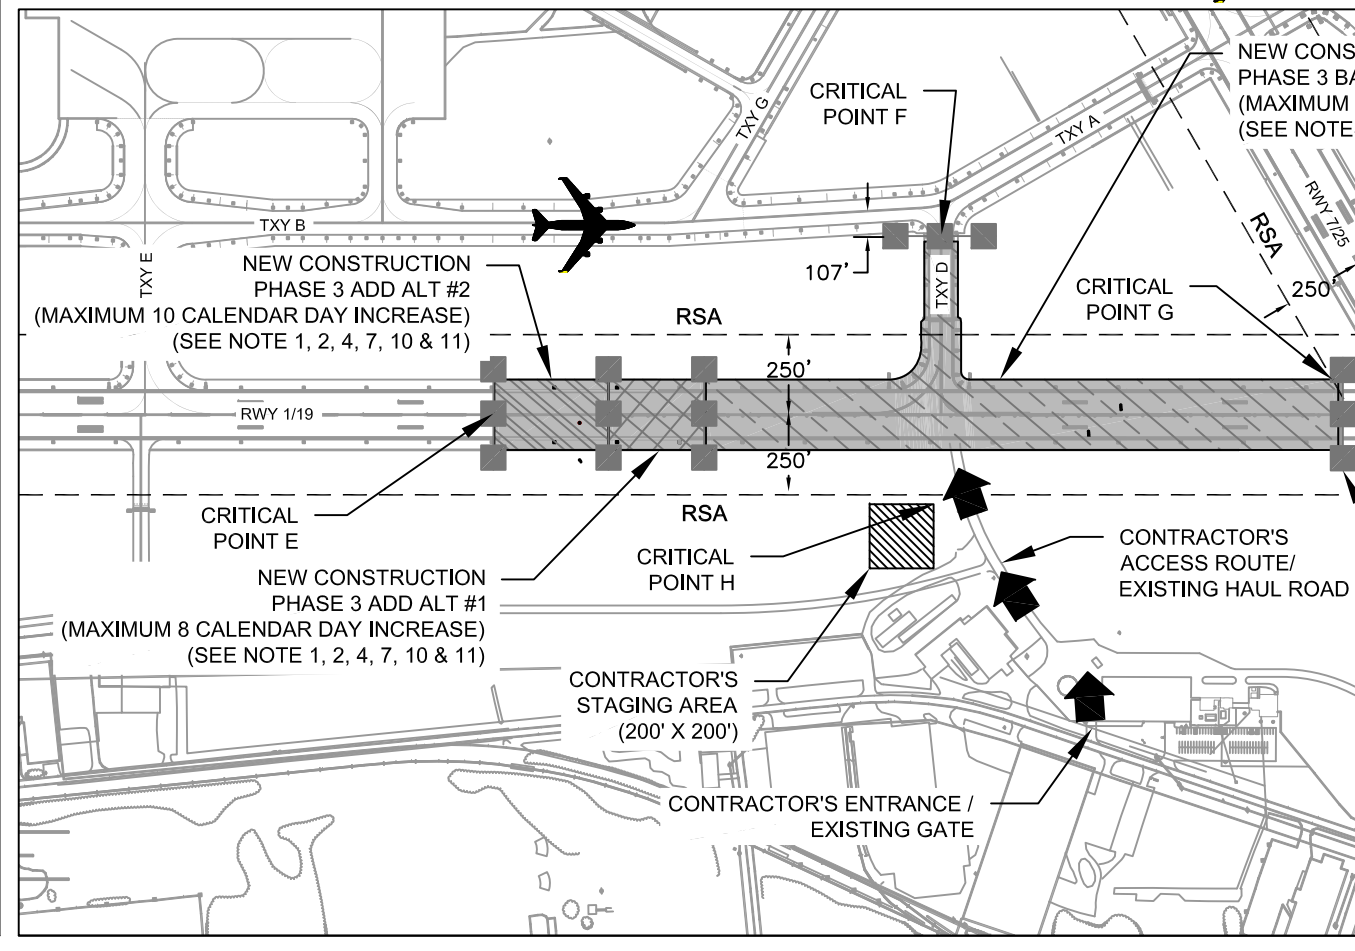 CRITICAL
POINT F
NEW CONS
PHASE 3 BA
(MAXIMUM
(SEE NOTE
TXY G
TXY A
RWY 7/25
RSA
250'
TXY B
TXY E
107'
TXY D
NEW CONSTRUCTION
PHASE 3 ADD ALT #2
(MAXIMUM 10 CALENDAR DAY INCREASE)
(SEE NOTE 1, 2, 4, 7, 10 & 11)
RSA
CRITICAL
POINT G
250'
RWY 1/19
250'
RSA
CRITICAL
POINT E
CRITICAL
POINT H
CONTRACTOR'S
ACCESS ROUTE/
EXISTING HAUL ROAD
NEW CONSTRUCTION
PHASE 3 ADD ALT #1
(MAXIMUM 8 CALENDAR DAY INCREASE)
(SEE NOTE 1, 2, 4, 7, 10 & 11)
CONTRACTOR'S
STAGING AREA
(200' X 200')
CONTRACTOR'S ENTRANCE /
EXISTING GATE